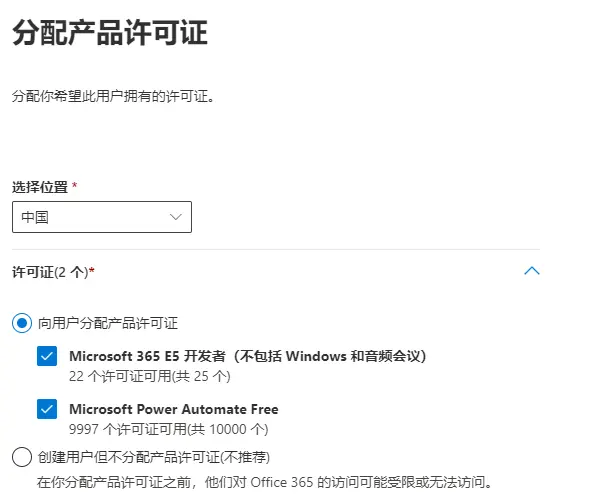 分配产品许可证
分配你希望此用户拥有的许可证。
选择位置 *
中国
许可证(2 个)*
向用户分配产品许可证
Microsoft 365 E5 开发者（不包括 Windows 和音频会议）
22 个许可证可用(共 25 个)
Microsoft Power Automate Free
9997 个许可证可用(共 10000 个)
创建用户但不分配产品许可证(不推荐)
在你分配产品许可证之前，他们对 Office 365 的访问可能受限或无法访问。